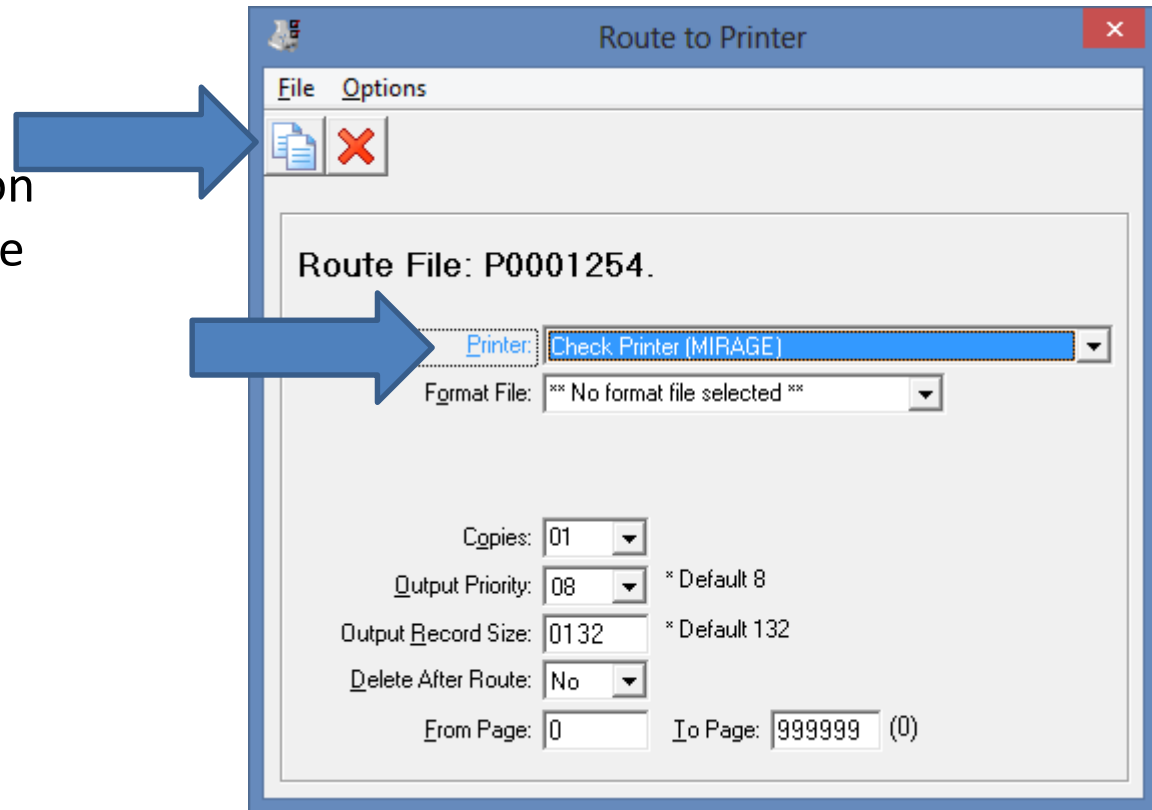 Route to Printer
File Options
on
e
Route File: P0001254.
Printer: Check Printer (MIRAGE)
Format File: ** No format file selected **
Copies: 01
Output Priority: 08 * Default 8
Output Record Size: 0132 * Default 132
Delete After Route: No
From Page: 0 To Page: 999999 (0)